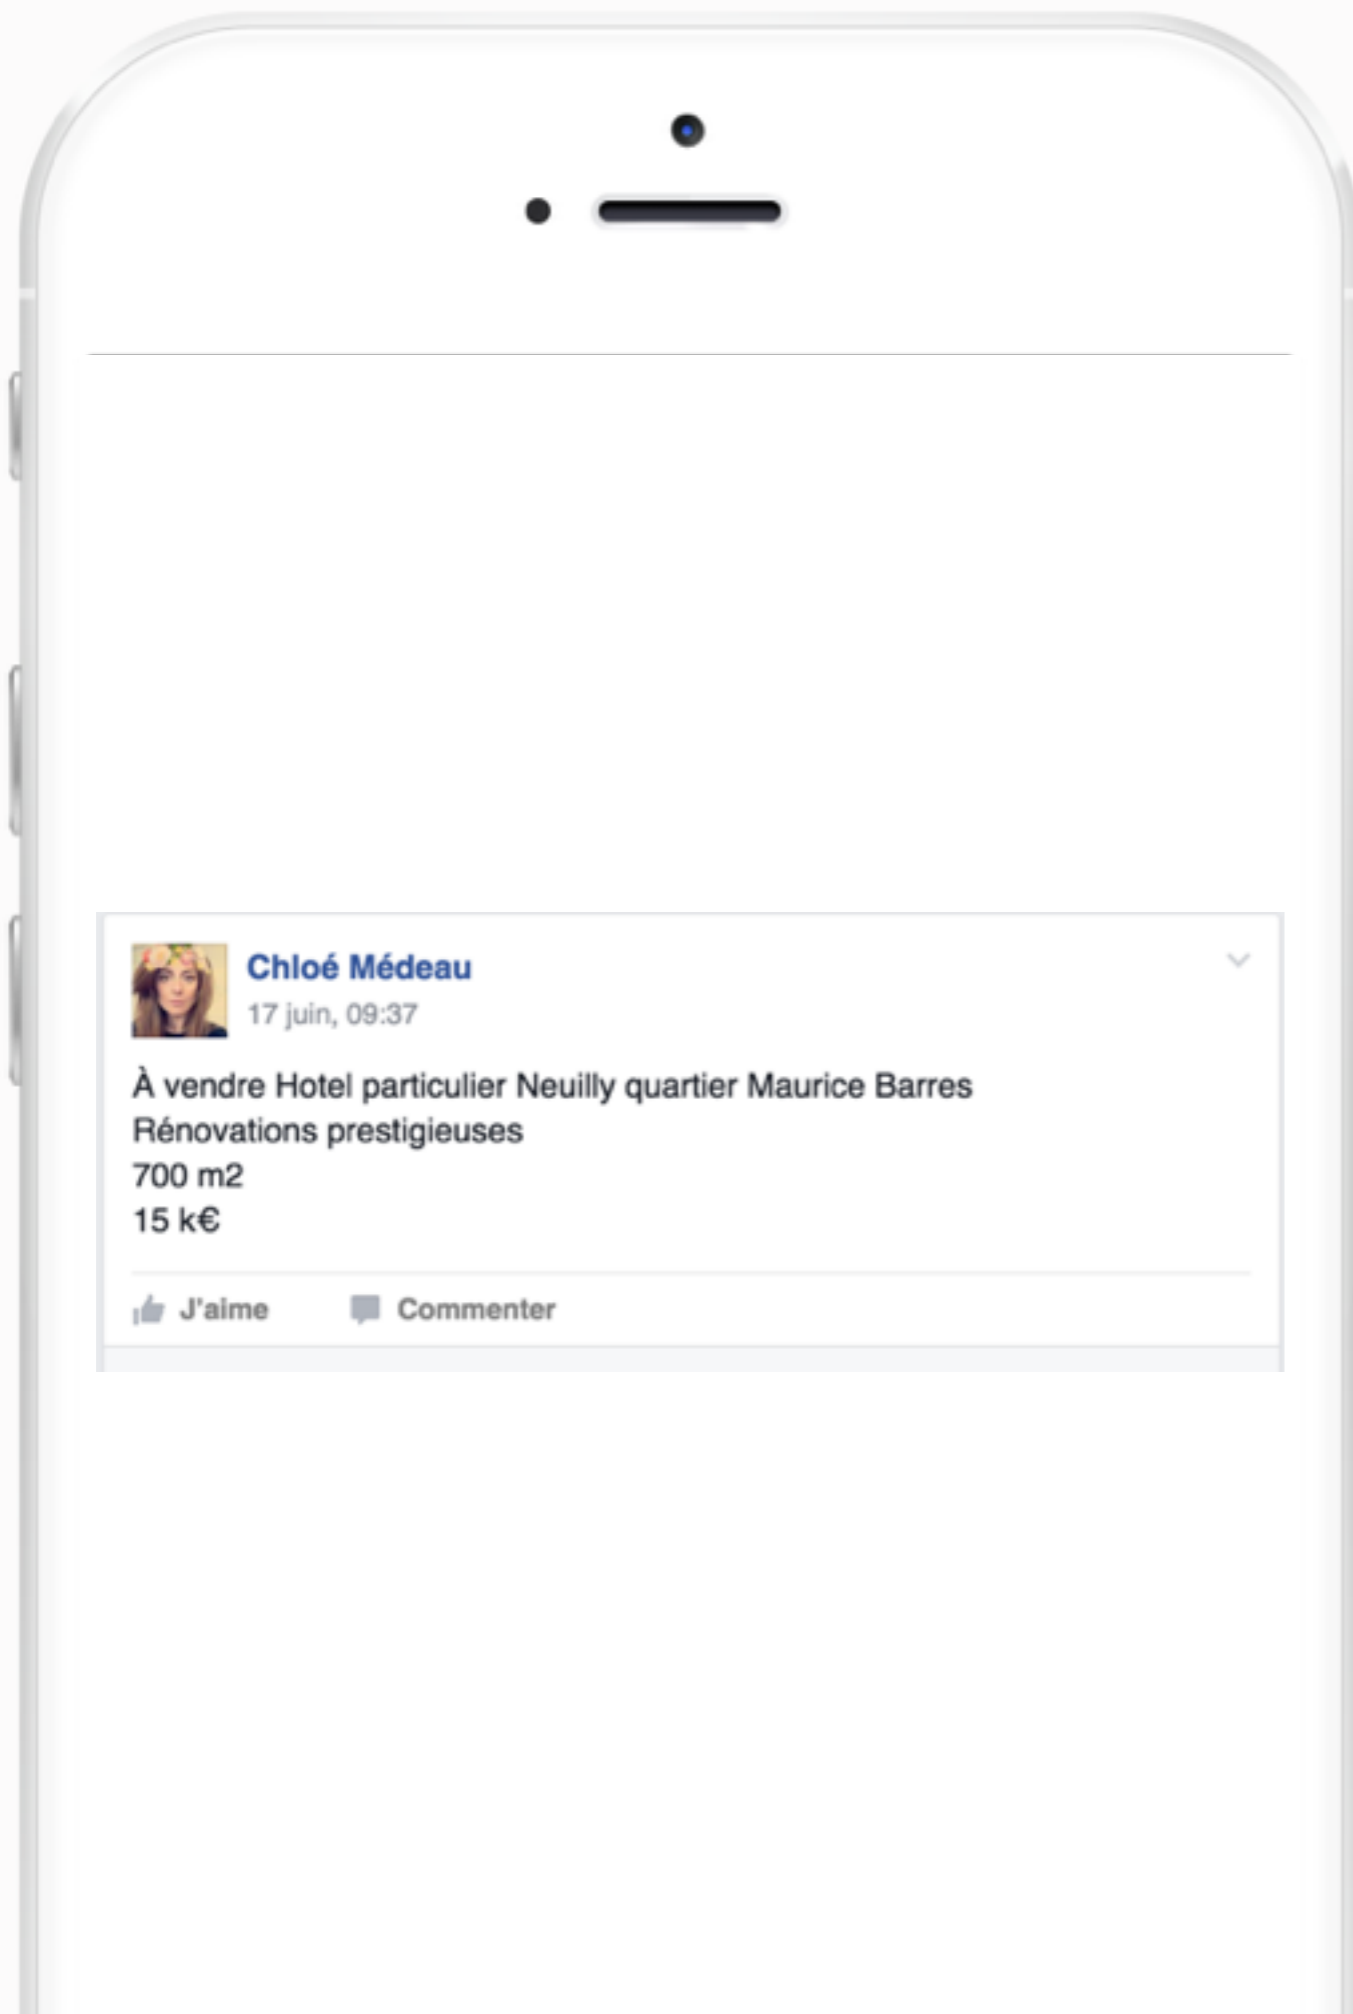 Chloé Médeau
17 juin, 09:37
À vendre Hotel particulier Neuilly quartier Maurice Barres
Rénovations prestigieuses
700 m2
15 k€
J'aime Commenter